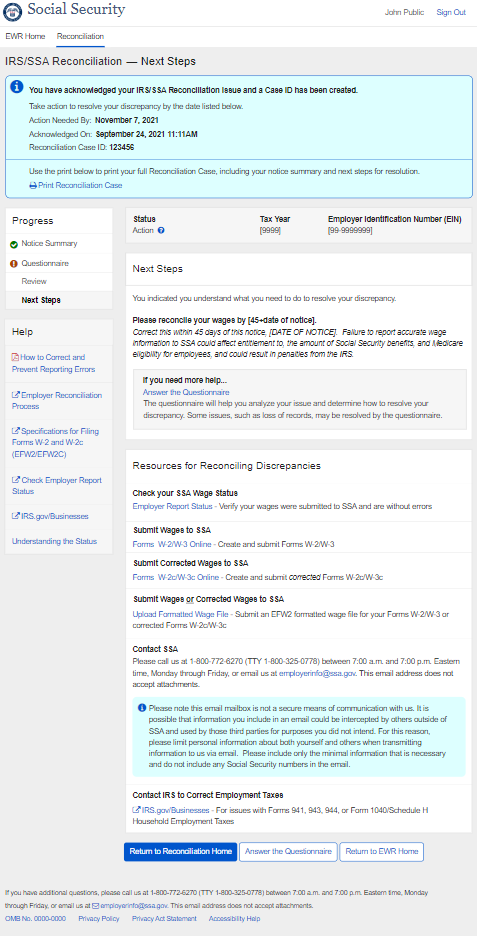 Social Security
John Public
Sign Out
EWR Home
Reconciliation
IRS/SSA Reconciliation — Next Steps
You have acknowledged your IRS/SSA Reconciliation issue and a Case ID has been created.
Take action to resolve your discrepancy by the date listed below.
Action Needed By: November 7, 2021
Acknowledged On: September 24, 2021 11:11AM
Reconciliation Case ID: 123456
Use the print below to print your full Reconciliation Case, including your notice summary and next steps for resolution.
Print Reconciliation Case
Progress
Notice Summary
Questionnaire
Review
Next Steps
Help
How to Correct and
Prevent Reporting Errors
Employer Reconciliation
Process
Specifications for Filing
Forms W-2 and W-2c
(EFW2/EFW2C)
Check Employer Report
Status
IRS.gov/Businesses
Understanding the Status
Status
Action
Tax Year
[9999]
Employer Identification Number (EIN)
[99-9999999]
Next Steps
You indicated you understand what you need to do to resolve your discrepancy.
Please reconcile your wages by [45+date of notice].
Correct this within 45 days of this notice, [DATE OF NOTICE]. Failure to report accurate wage
information to SSA could affect entitlement to, the amount of Social Security benefits, and Medicare
eligibility for employees, and could result in penalties from the IRS.
If you need more help...
Answer the Questionnaire
The questionnaire will help you analyze your issue and determine how to resolve your
discrepancy. Some issues, such as loss of records, may be resolved by the questionnaire.
Resources for Reconciling Discrepancies
Check your SSA Wage Status
Employer Report Status - Verify your wages were submitted to SSA and are without errors
Submit Wages to SSA
Forms W-2/W-3 Online - Create and submit Forms W-2/W-3
Submit Corrected Wages to SSA
Forms W-2c/W-3c Online - Create and submit corrected Forms W-2c/W-3c
Submit Wages or Corrected Wages to SSA
Upload Formatted Wage File - Submit an EFW2 formatted wage file for your Forms W-2/W-3 or
corrected Forms W-2c/W-3c
Contact SSA
Please call us at 1-800-772-6270 (TTY 1-800-325-0778) between 7:00 a.m. and 7:00 p.m. Eastern
time, Monday through Friday, or email us at employerinfo@ssa.gov. This email address does not
accept attachments.
Please note this email mailbox is not a secure means of communication with us. It is
possible that information you include in an email could be intercepted by others outside of
SSA and used by those third parties for purposes you did not intend. For this reason,
please limit personal information about both yourself and others when transmitting
information to us via email. Please include only the minimal information that is necessary
and do not include any Social Security numbers in the email.
Contact IRS to Correct Employment Taxes
IRS.gov/Businesses - For issues with Forms 941, 943, 944, or Form 1040/Schedule H
Household Employment Taxes
Return to Reconciliation Home
Answer the Questionnaire
Return to EWR Home
If you have additional questions, please call us at 1-800-772-6270 (TTY 1-800-325-0778) between 7:00 a.m. and 7:00 p.m. Eastern time, Monday
through Friday, or email us at employerinfo@ssa.gov. This email address does not accept attachments.
OMB No. 0000-0000
Privacy Policy
Privacy Act Statement
Accessibility Help